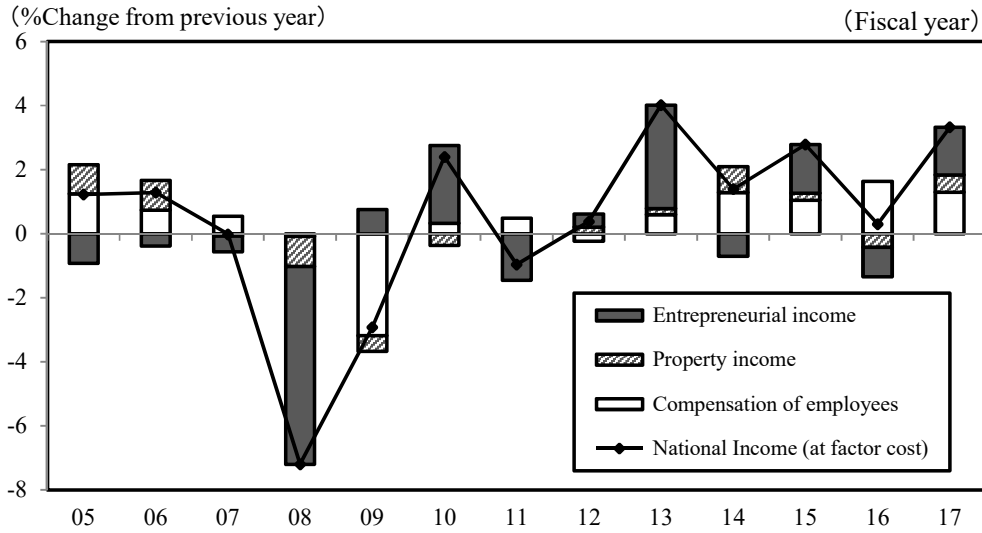 （%Change from previous year）
（Fiscal year）
6
4
2
0
-2
-4
-6
-8
Entrepreneurial income
Property income
Compensation of employees
National Income (at factor cost)
05 06 07 08 09 10 11 12 13 14 15 16 17